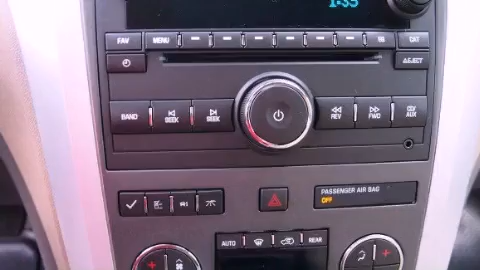 1:35
FAV MENU CAT
EJECT
BAND SEEK SEEK REV FWD CD/ AUX
PASSENGER AIR BAG
OFF
AUTO REAR